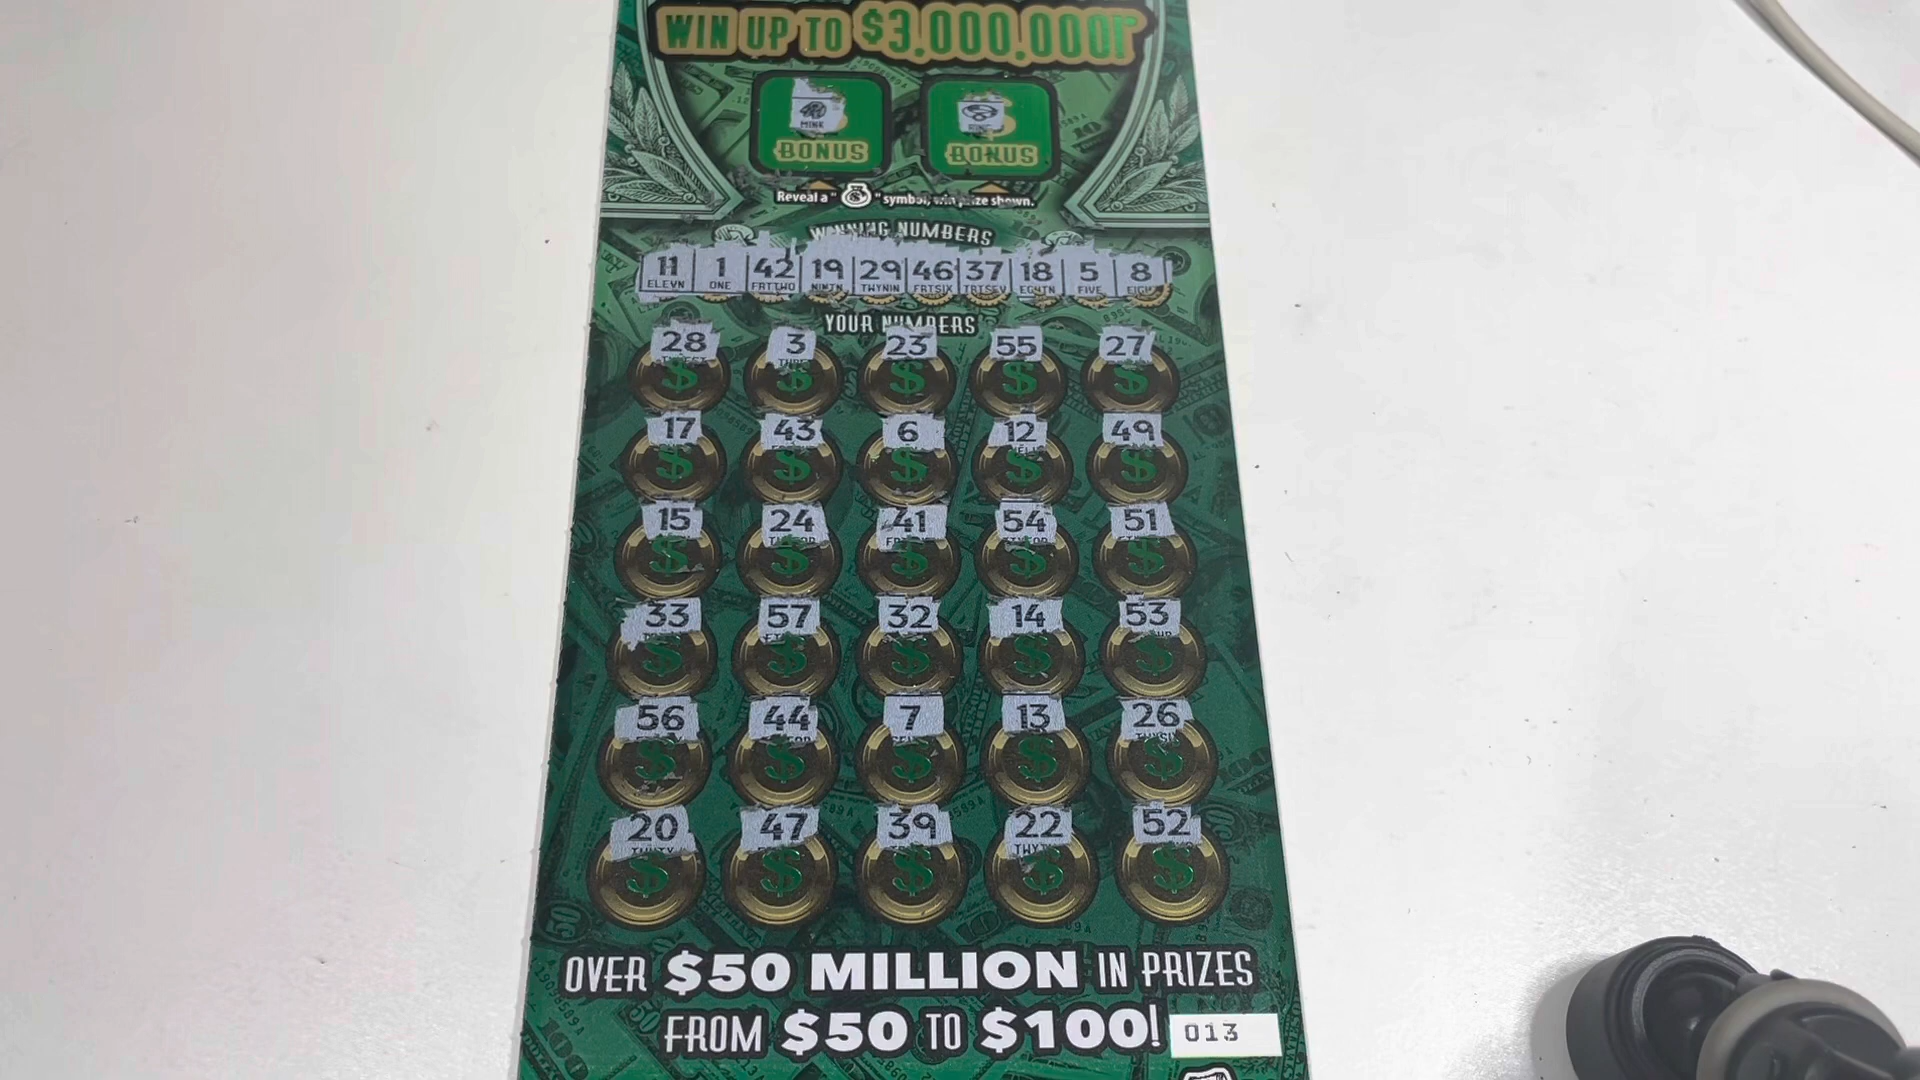 WIN UP TO $3,000,000!
MINK
RING
BONUS BONUS
Reveal a " " symbol, win prize shown.
WINNING NUMBERS
11 1 42 19 29 46 37 18 5 8
ELEVN ONE FRTTWO NINTN TWYNIN FRTSIX TRTSEV EGHTN FIVE EIGHT
YOUR NUMBERS
28 3 23 55 27
17 43 6 12 49
15 24 41 54 51
33 57 32 14 53
56 44 7 13 26
20 47 39 22 52
OVER $50 MILLION IN PRIZES
FROM $50 TO $100! 013